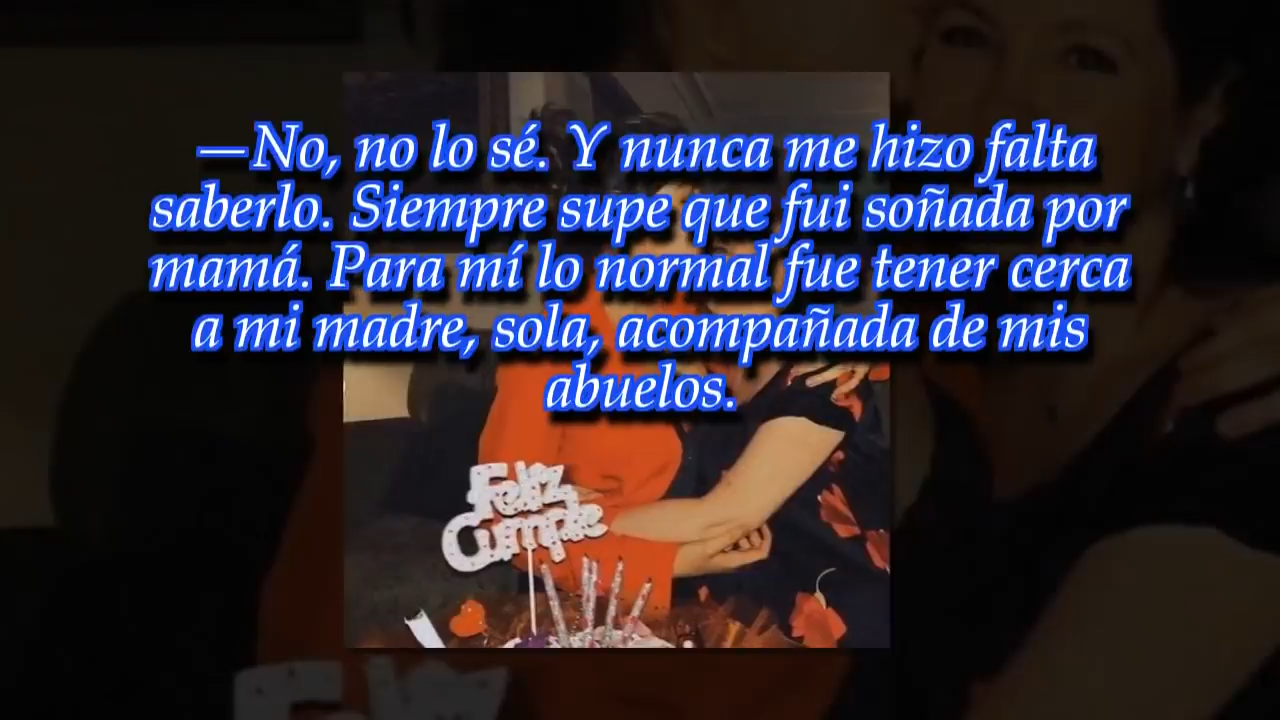 —No, no lo sé. Y nunca me hizo falta
saberlo. Siempre supe que fui soñada por
mamá. Para mí lo normal fue tener cerca
a mi madre, sola, acompañada de mis
abuelos.
Feliz
Cumple